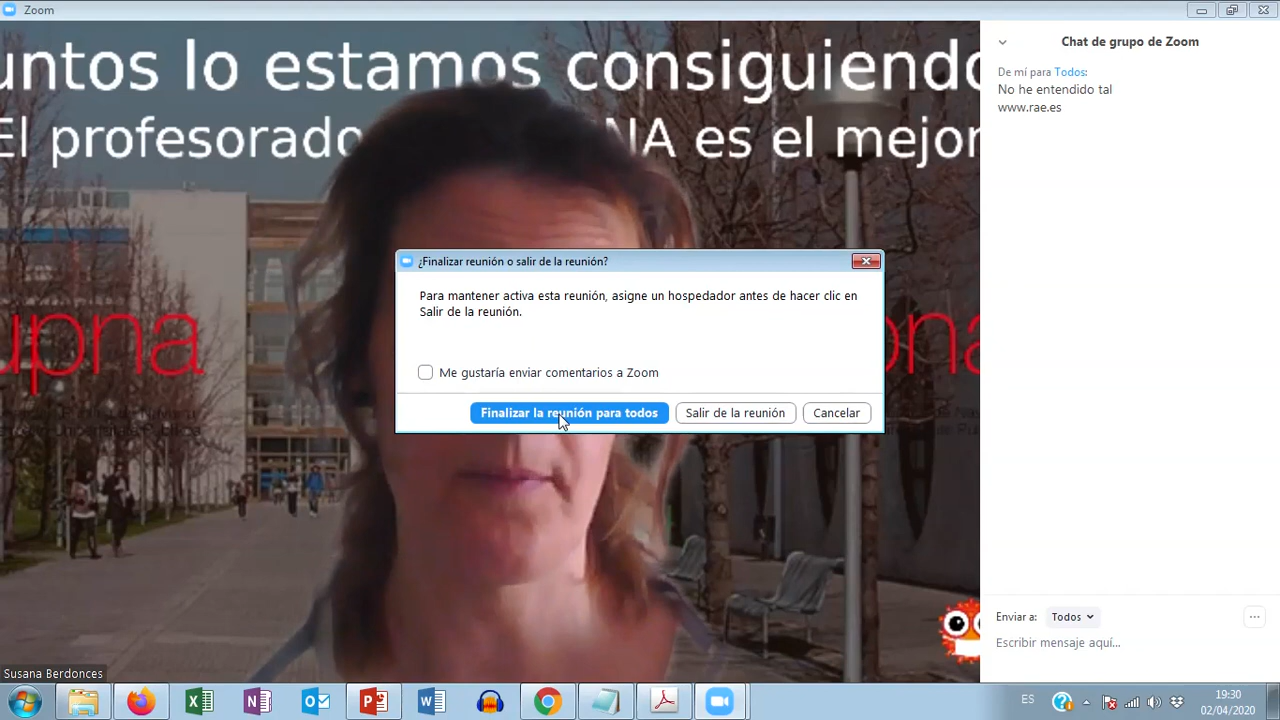 Zoom
untos lo estamos consiguiendo
El profesorado NA es el mejor
Chat de grupo de Zoom
De mí para Todos:
No he entendido tal
www.rae.es
¿Finalizar reunión o salir de la reunión?
Para mantener activa esta reunión, asigne un hospedador antes de hacer clic en
Salir de la reunión.
upna
ona
Me gustaría enviar comentarios a Zoom
Finalizar la reunión para todos
Salir de la reunión
Cancelar
Enviar a: Todos
Escribir mensaje aquí...
Susana Berdonces
ES
19:30
02/04/2020